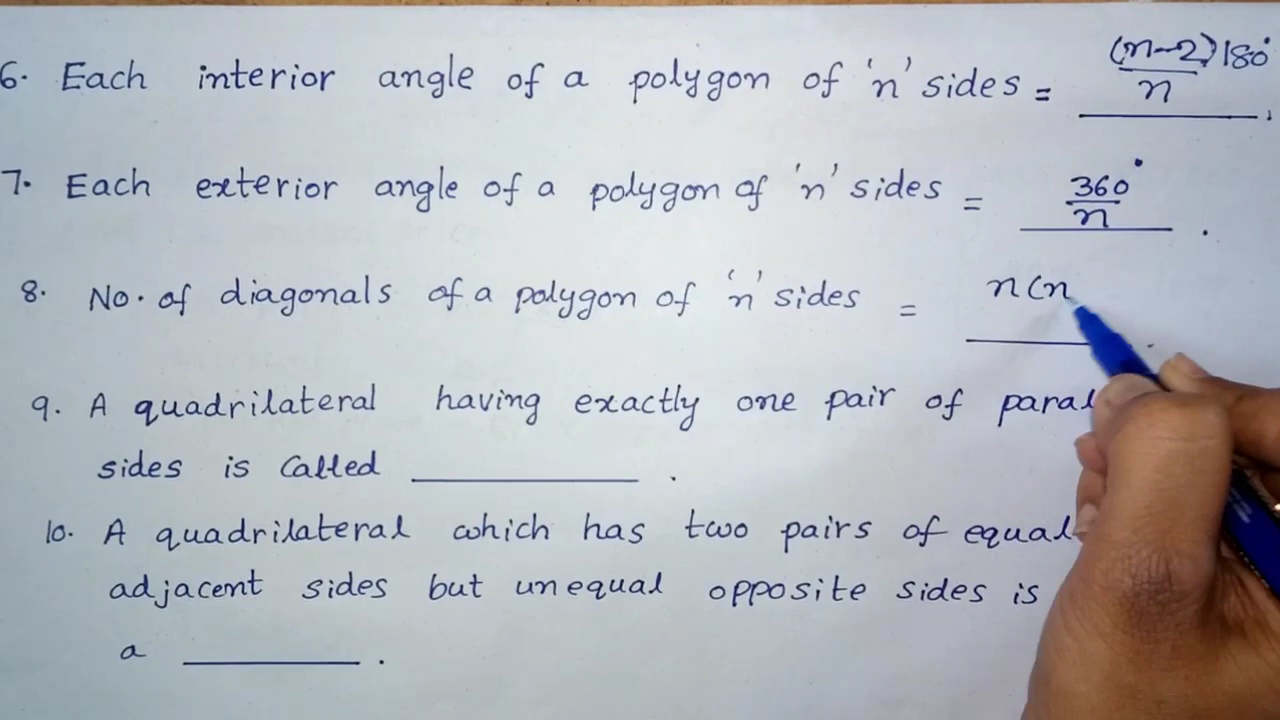 6. Each interior angle of a polygon of 'n' sides = (n-2)180°/n.
7. Each exterior angle of a polygon of 'n' sides = 360°/n.
8. No. of diagonals of a polygon of 'n' sides = n(n
9. A quadrilateral having exactly one pair of paral
sides is called ________.
10. A quadrilateral which has two pairs of equal
adjacent sides but unequal opposite sides is
a ________.